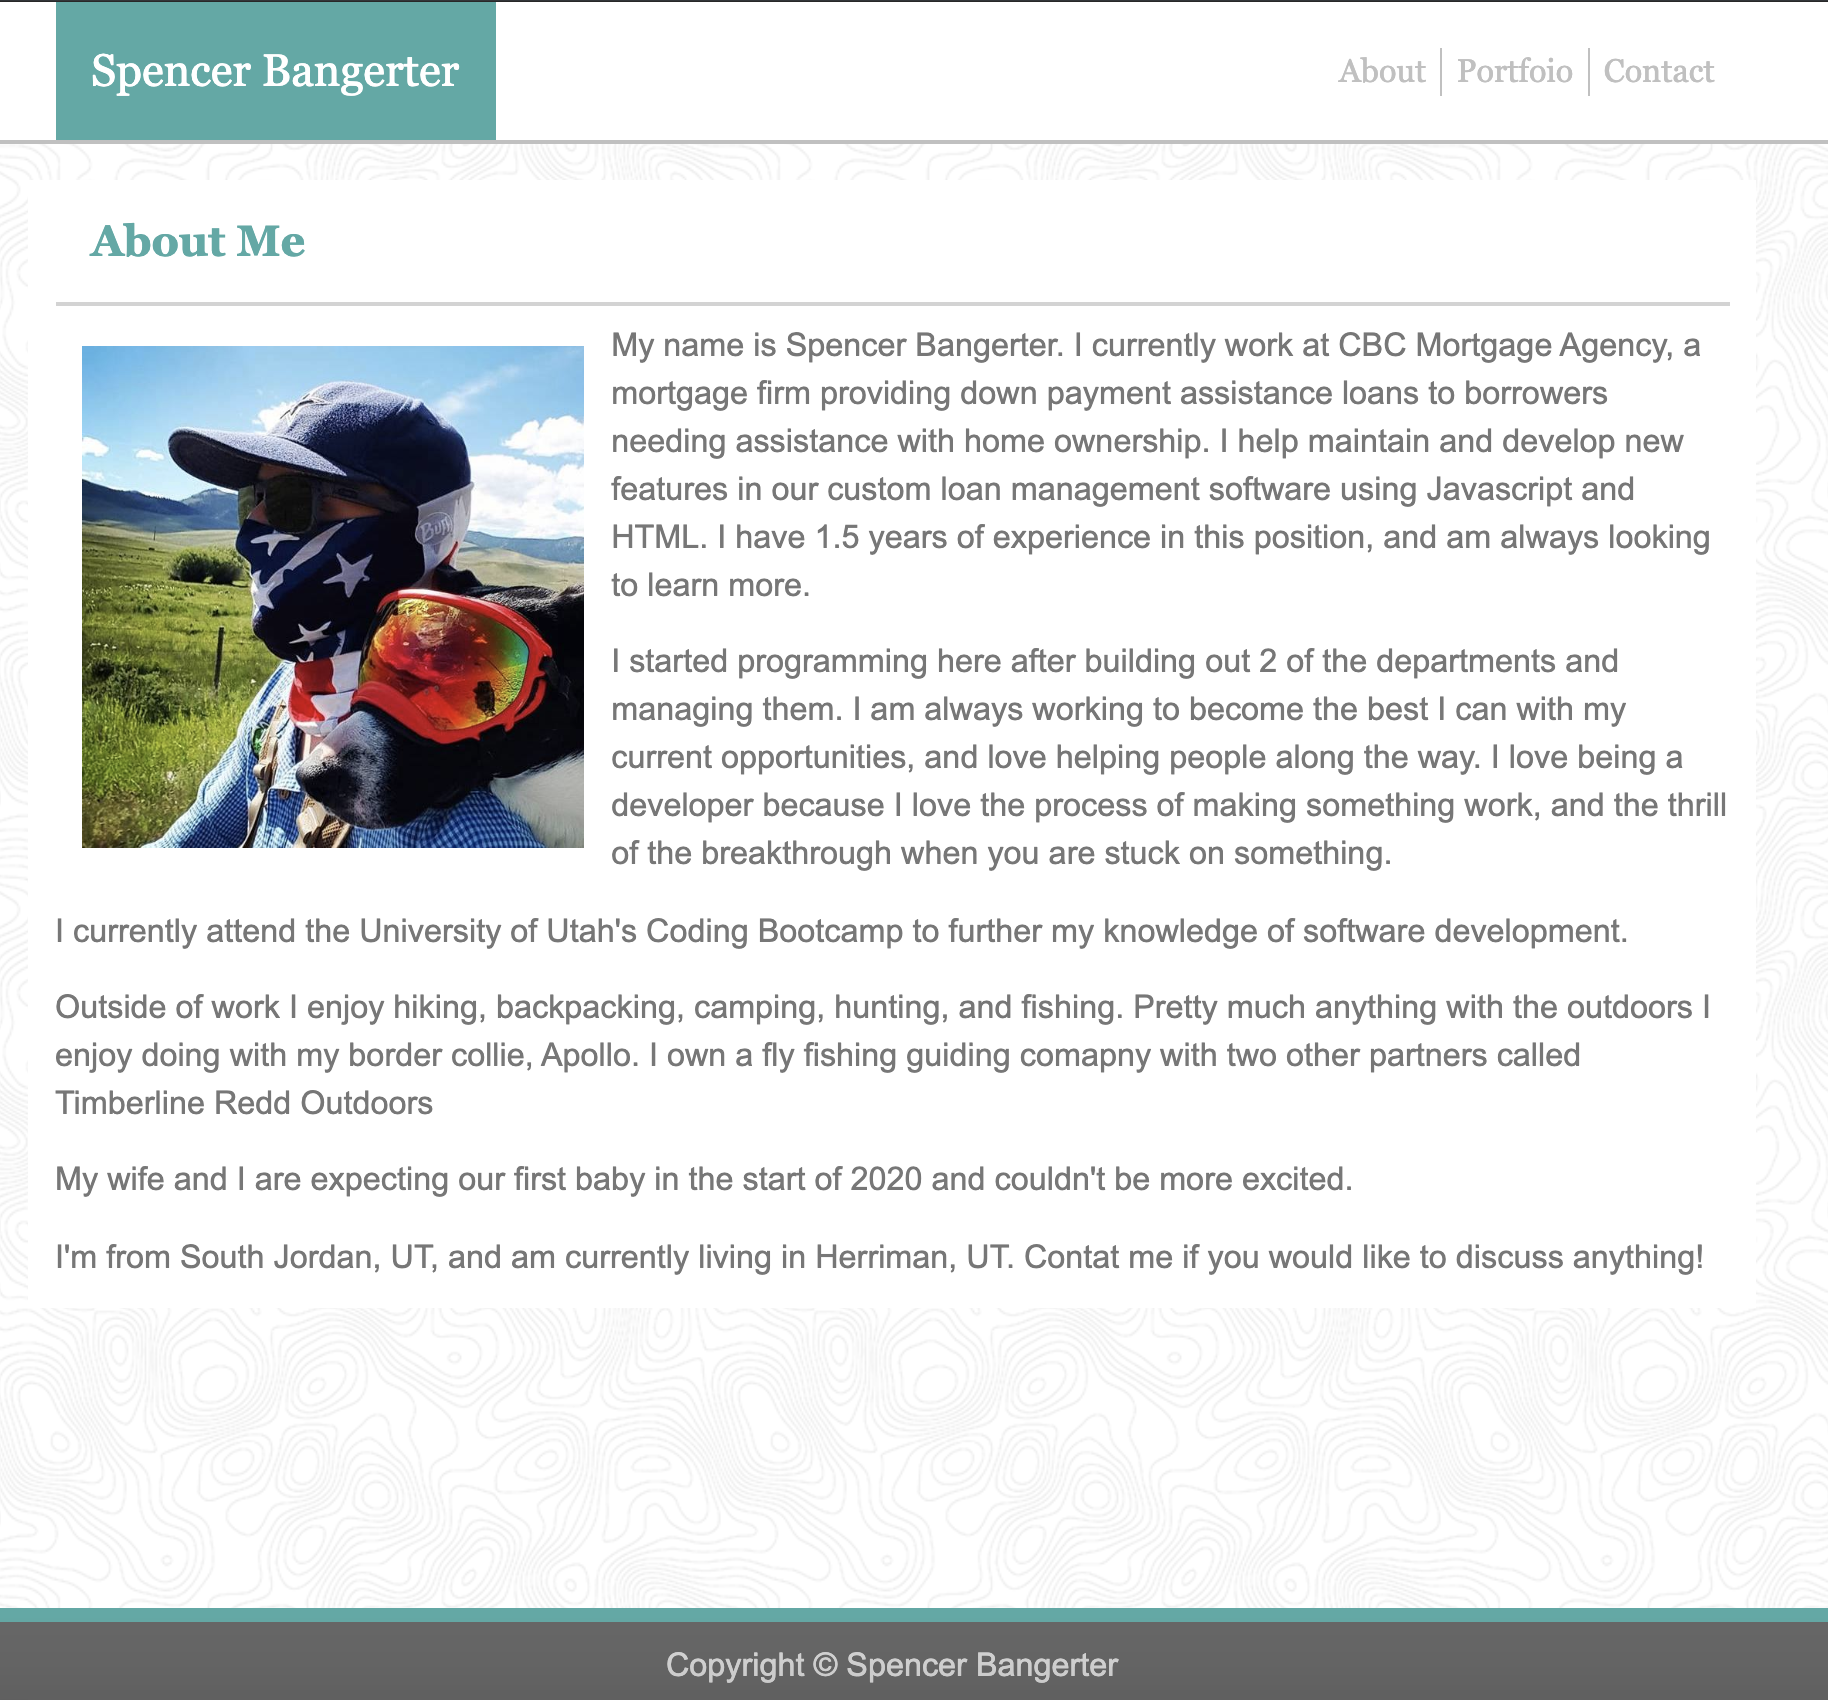 Spencer Bangerter
About
Portfoio
Contact
About Me
My name is Spencer Bangerter. I currently work at CBC Mortgage Agency, a
mortgage firm providing down payment assistance loans to borrowers
needing assistance with home ownership. I help maintain and develop new
features in our custom loan management software using Javascript and
HTML. I have 1.5 years of experience in this position, and am always looking
to learn more.
BUFF
I started programming here after building out 2 of the departments and
managing them. I am always working to become the best I can with my
current opportunities, and love helping people along the way. I love being a
developer because I love the process of making something work, and the thrill
of the breakthrough when you are stuck on something.
I currently attend the University of Utah's Coding Bootcamp to further my knowledge of software development.
Outside of work I enjoy hiking, backpacking, camping, hunting, and fishing. Pretty much anything with the outdoors I
enjoy doing with my border collie, Apollo. I own a fly fishing guiding comapny with two other partners called
Timberline Redd Outdoors
My wife and I are expecting our first baby in the start of 2020 and couldn't be more excited.
I'm from South Jordan, UT, and am currently living in Herriman, UT. Contat me if you would like to discuss anything!
Copyright © Spencer Bangerter